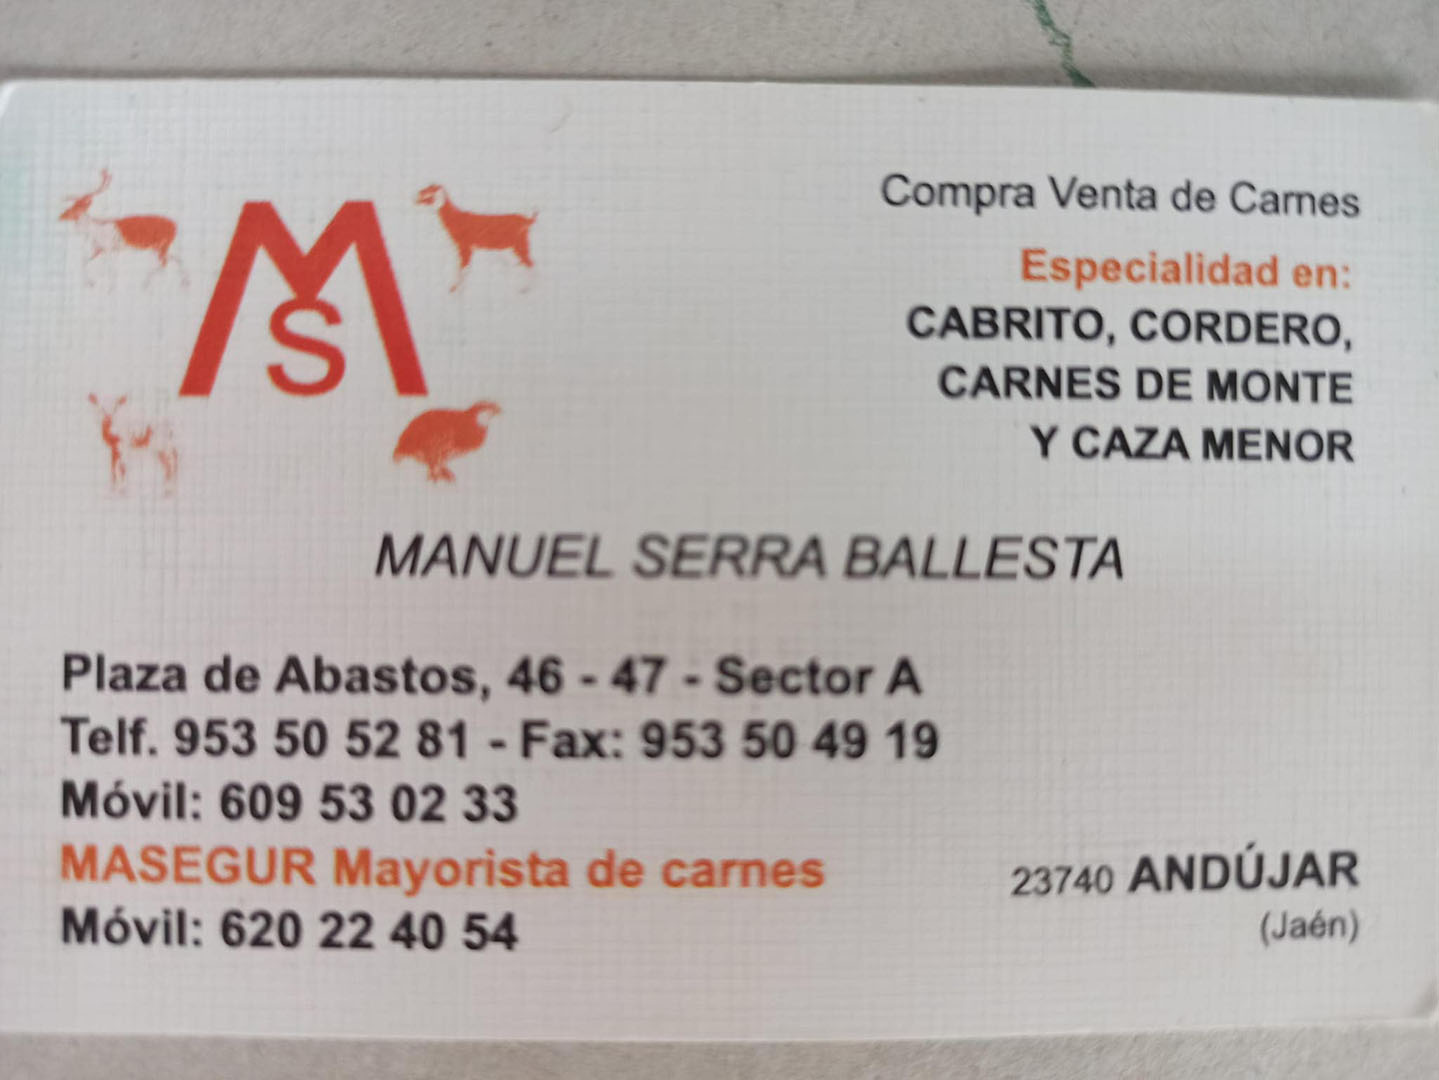 MS
Compra Venta de Carnes
Especialidad en:
CABRITO, CORDERO,
CARNES DE MONTE
Y CAZA MENOR
MANUEL SERRA BALLESTA
Plaza de Abastos, 46 - 47 - Sector A
Telf. 953 50 52 81 - Fax: 953 50 49 19
Móvil: 609 53 02 33
MASEGUR Mayorista de carnes
Móvil: 620 22 40 54
23740 ANDÚJAR
(Jaén)